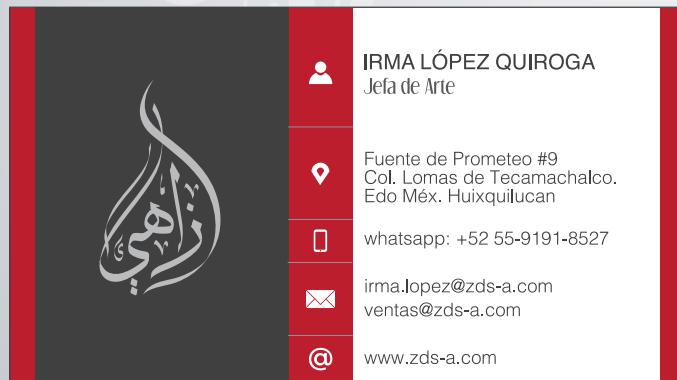 زاهي
IRMA LÓPEZ QUIROGA
Jefa de Arte
Fuente de Prometeo #9
Col. Lomas de Tecamachalco.
Edo Méx. Huixquilucan
whatsapp: +52 55-9191-8527
irma.lopez@zds-a.com
ventas@zds-a.com
@
www.zds-a.com